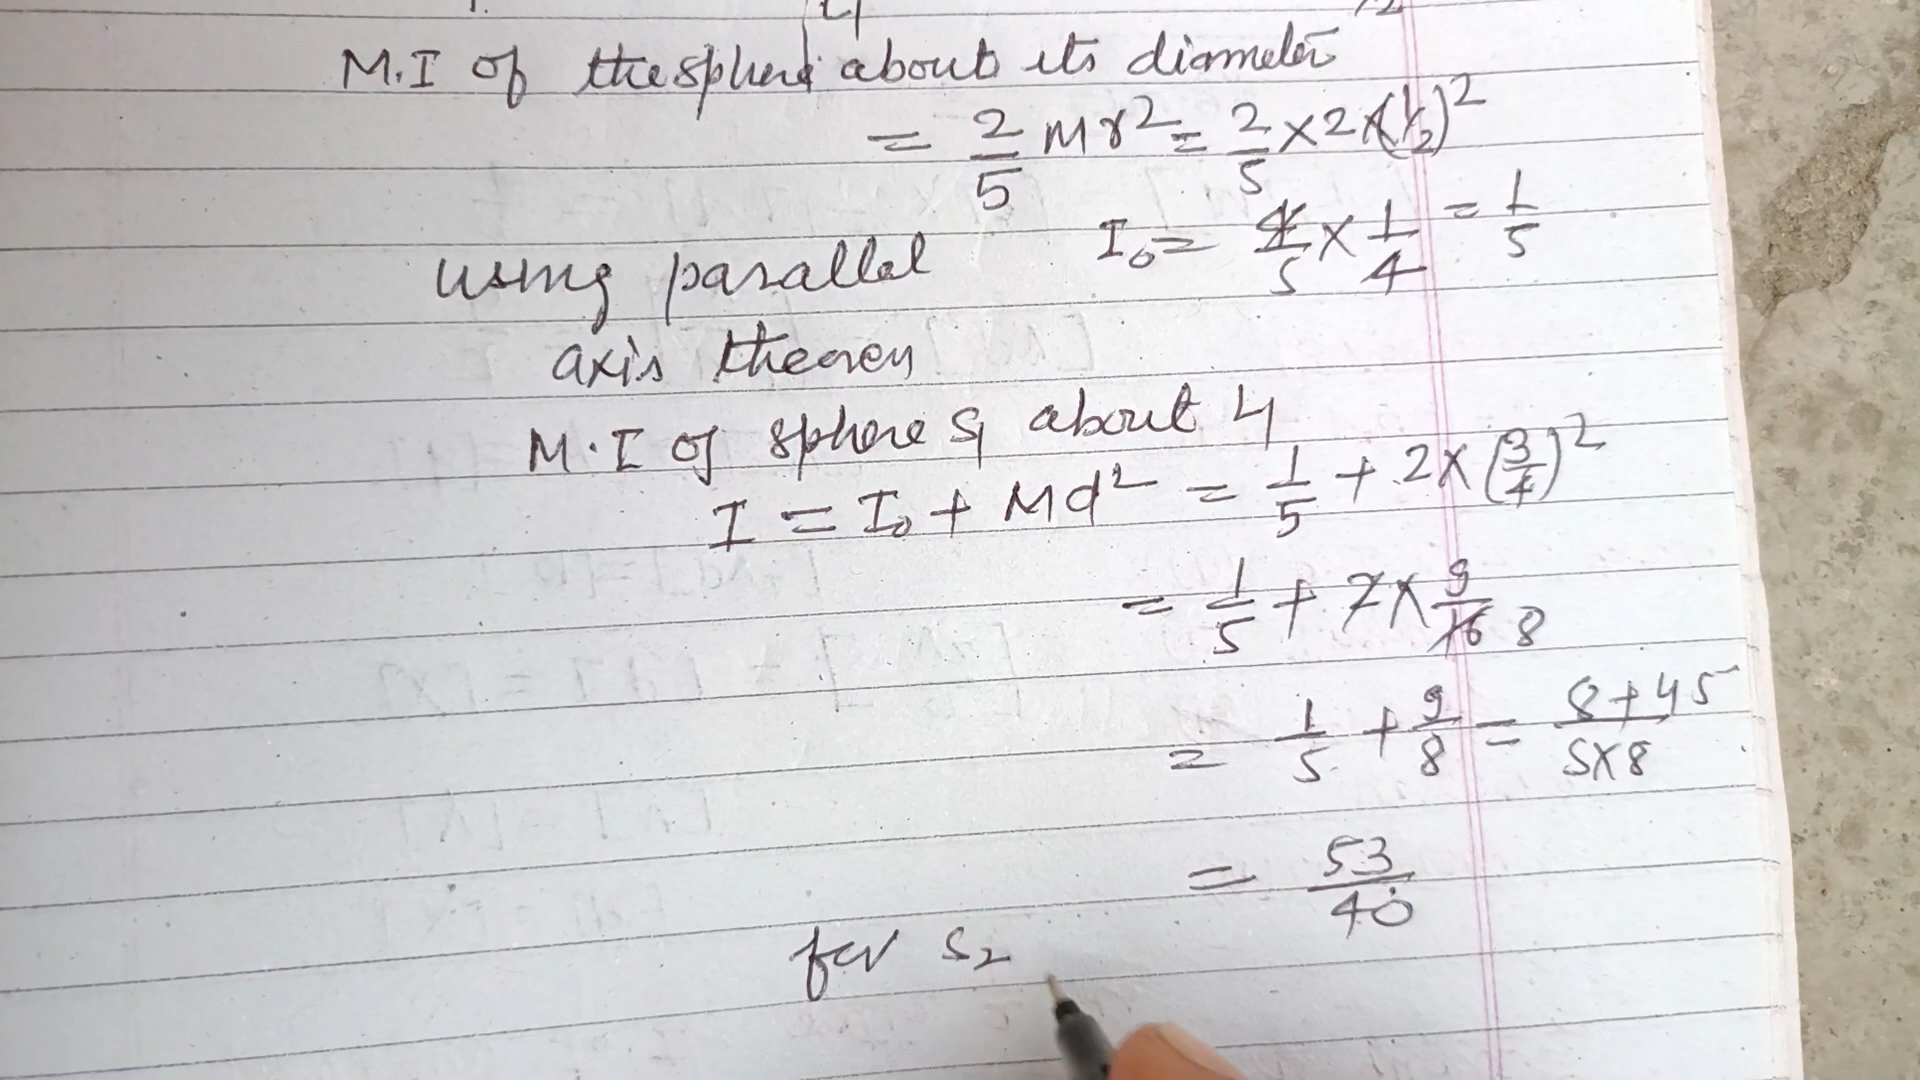 M.I of the sphere about its diameter
= 2/5 Mr² = 2/5 × 2 × (1/2)²
I₀ = 4/5 × 1/4 = 1/5
using parallel
axis theorem
M.I of sphere S₁ about L₁
I = I₀ + Md² = 1/5 + 2 × (3/4)²
= 1/5 + 2 × 9/16 8
= 1/5 + 9/8 = 8+45/5×8
= 53/40
for S₂